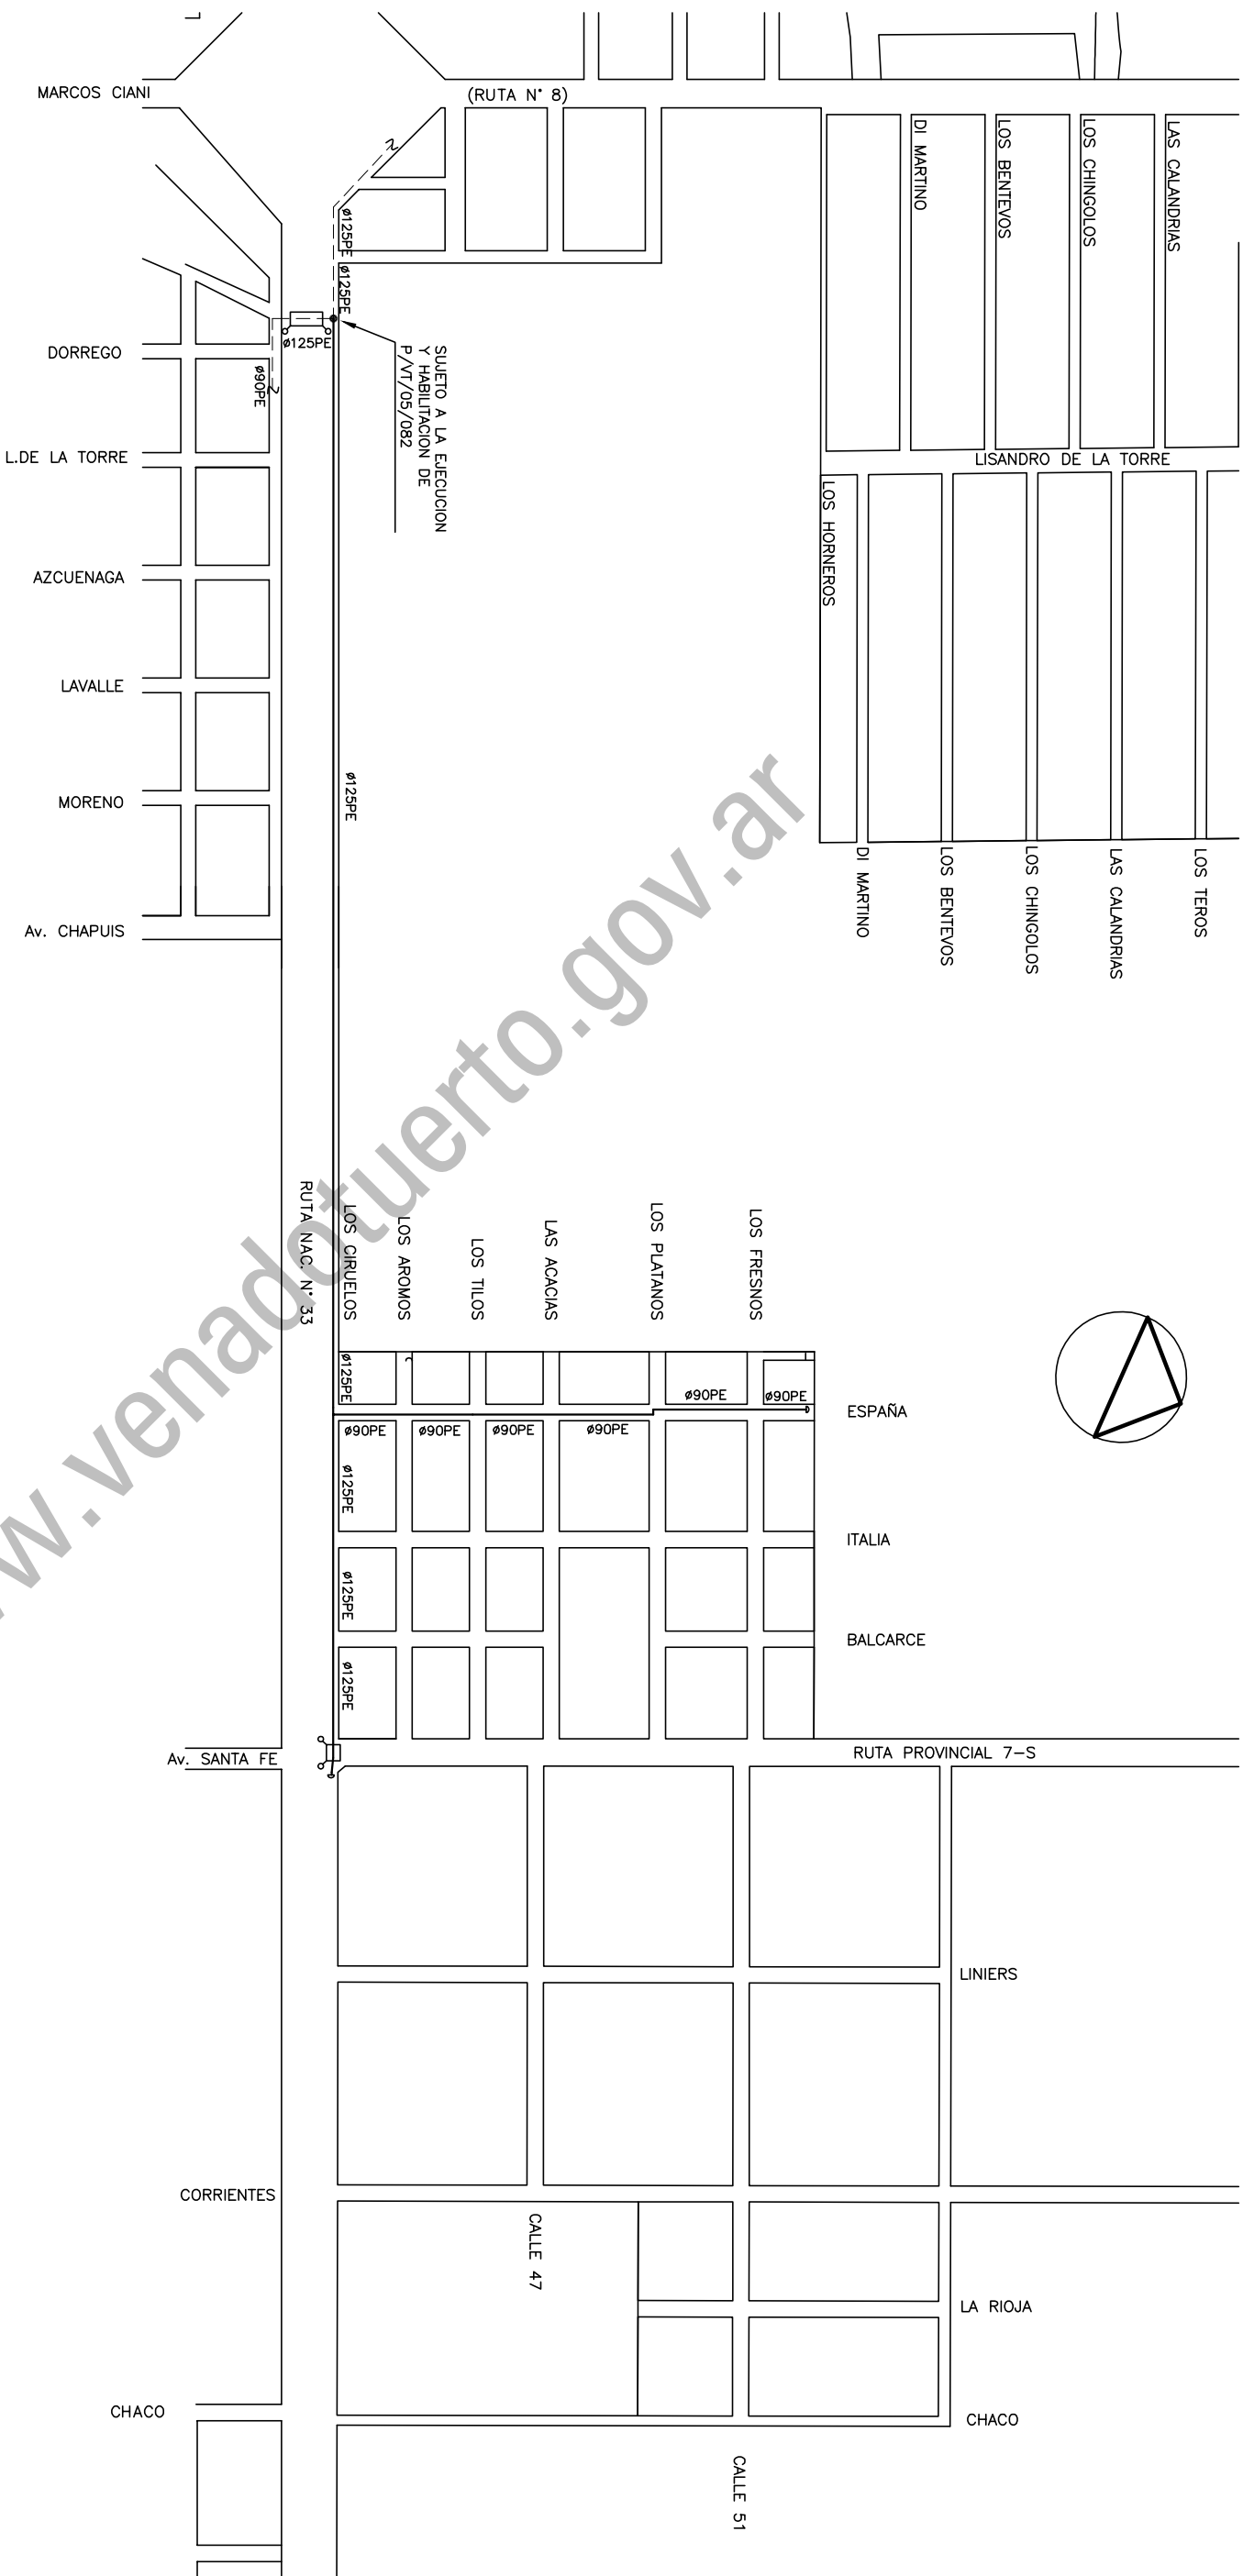 MARCOS CIANI
(RUTA N° 8)
DI MARTINO
LOS BENTEVOS
LOS CHINGOLOS
LAS CALANDRIAS
ø125PE
ø125PE
ø125PE
ø90PE
SUJETO A LA EJECUCION
Y HABILITACION DE
P/VT/05/082
DORREGO
L.DE LA TORRE
LISANDRO DE LA TORRE
LOS HORNEROS
AZCUENAGA
LAVALLE
MORENO
ø125PE
Av. CHAPUIS
DI MARTINO
LOS BENTEVOS
LOS CHINGOLOS
LAS CALANDRIAS
LOS TEROS
www.venadotuerto.gov.ar
RUTA NAC. N° 33
LOS CIRUELOS
LOS AROMOS
LOS TILOS
LAS ACACIAS
LOS PLATANOS
LOS FRESNOS
ø125PE
ø90PE
ø90PE
ESPAÑA
ø90PE
ø90PE
ø90PE
ø90PE
ø125PE
ITALIA
ø125PE
BALCARCE
ø125PE
Av. SANTA FE
RUTA PROVINCIAL 7-S
LINIERS
CORRIENTES
CALLE 47
LA RIOJA
CHACO
CHACO
CALLE 51